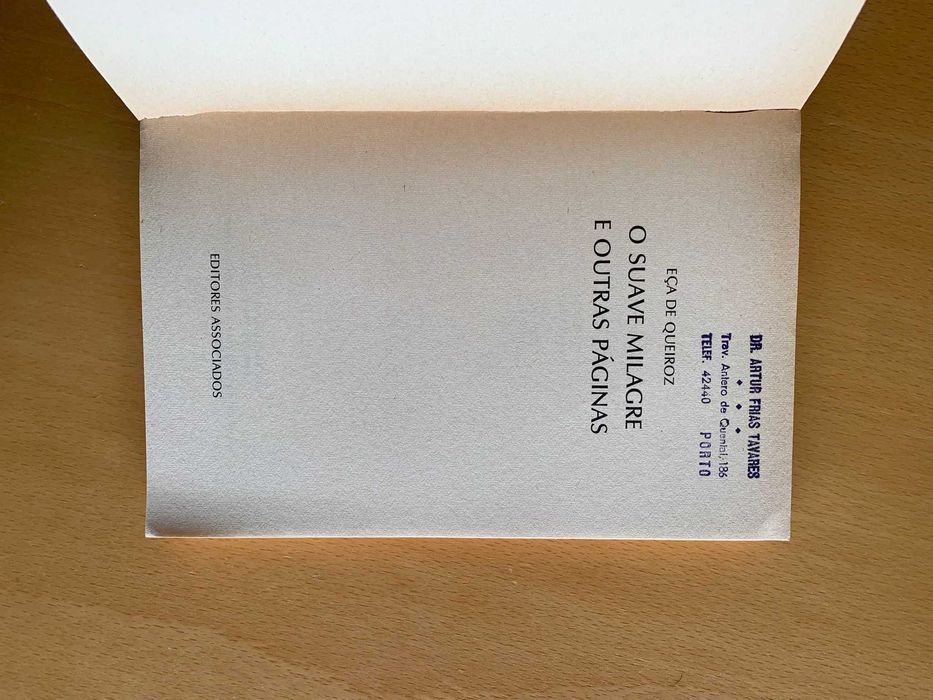 DR. ARTUR FRIAS TAVARES
Trav. Antero de Quental, 136
TELEF. 42440 PORTO
EÇA DE QUEIROZ
O SUAVE MILAGRE
E OUTRAS PÁGINAS
EDITORES ASSOCIADOS